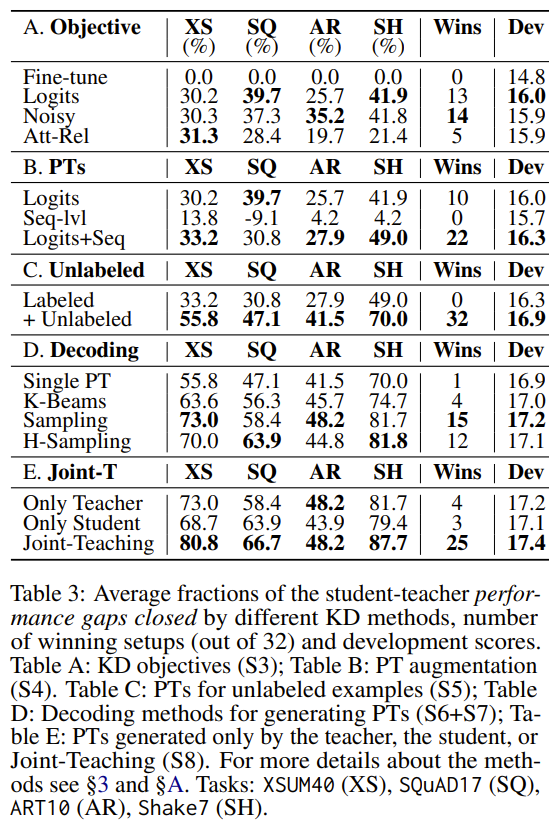 A. Objective XS SQ AR SH Wins Dev
(%) (%) (%) (%)
Fine-tune 0.0 0.0 0.0 0.0 0 14.8
Logits 30.2 39.7 25.7 41.9 13 16.0
Noisy 30.3 37.3 35.2 41.8 14 15.9
Att-Rel 31.3 28.4 19.7 21.4 5 15.9
B. PTs XS SQ AR SH Wins Dev
Logits 30.2 39.7 25.7 41.9 10 16.0
Seq-lvl 13.8 -9.1 4.2 4.2 0 15.7
Logits+Seq 33.2 30.8 27.9 49.0 22 16.3
C. Unlabeled XS SQ AR SH Wins Dev
Labeled 33.2 30.8 27.9 49.0 0 16.3
+ Unlabeled 55.8 47.1 41.5 70.0 32 16.9
D. Decoding XS SQ AR SH Wins Dev
Single PT 55.8 47.1 41.5 70.0 1 16.9
K-Beams 63.6 56.3 45.7 74.7 4 17.0
Sampling 73.0 58.4 48.2 81.7 15 17.2
H-Sampling 70.0 63.9 44.8 81.8 12 17.1
E. Joint-T XS SQ AR SH Wins Dev
Only Teacher 73.0 58.4 48.2 81.7 4 17.2
Only Student 68.7 63.9 43.9 79.4 3 17.1
Joint-Teaching 80.8 66.7 48.2 87.7 25 17.4
Table 3: Average fractions of the student-teacher perfor-
mance gaps closed by different KD methods, number
of winning setups (out of 32) and development scores.
Table A: KD objectives (S3); Table B: PT augmentation
(S4). Table C: PTs for unlabeled examples (S5); Table
D: Decoding methods for generating PTs (S6+S7); Ta-
ble E: PTs generated only by the teacher, the student, or
Joint-Teaching (S8). For more details about the meth-
ods see §3 and §A. Tasks: XSUM40 (XS), SQuAD17 (SQ),
ART10 (AR), Shake7 (SH).